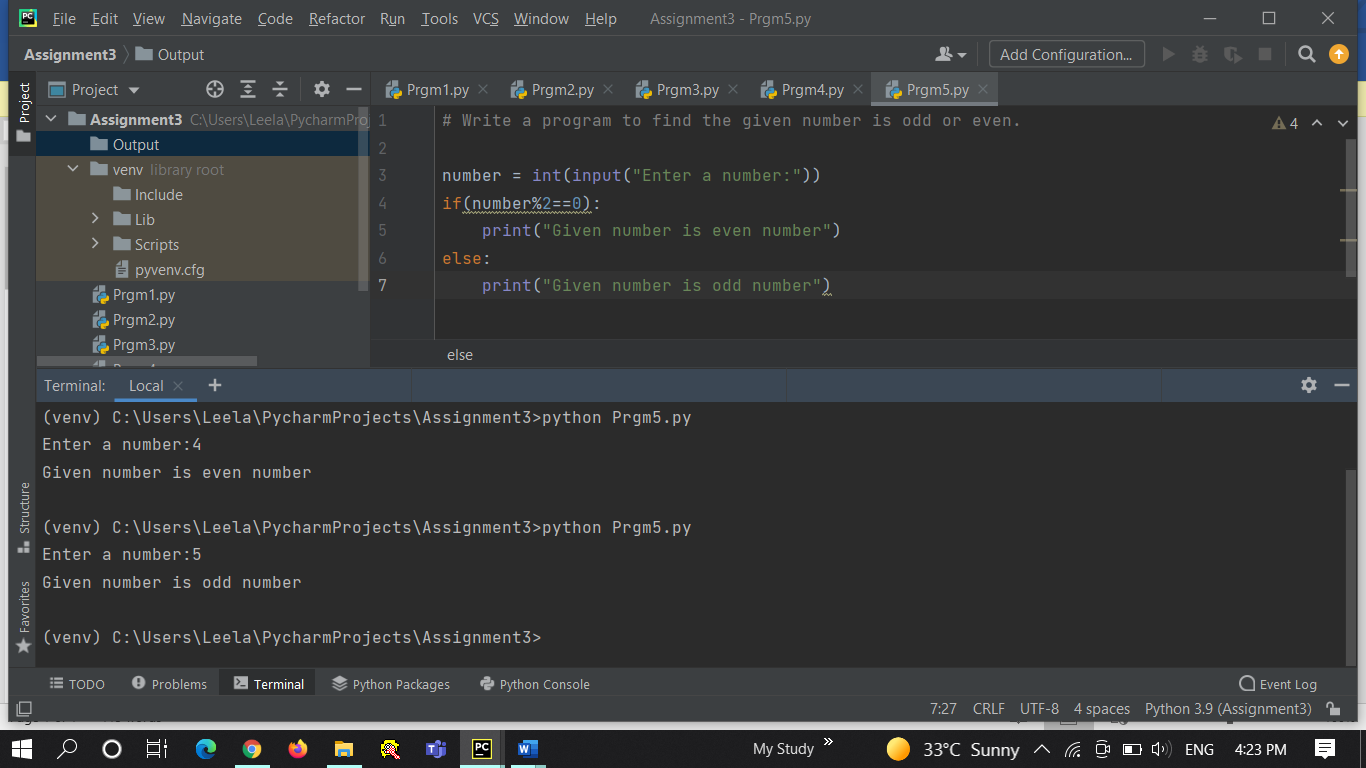 PC File Edit View Navigate Code Refactor Run Tools VCS Window Help Assignment3 - Prgm5.py
Assignment3 Output Add Configuration...
Project Project Prgm1.py Prgm2.py Prgm3.py Prgm4.py Prgm5.py
Assignment3 C:\Users\Leela\PycharmProj
Output
venv library root
Include
Lib
Scripts
pyvenv.cfg
Prgm1.py
Prgm2.py
Prgm3.py
1 # Write a program to find the given number is odd or even. 4
2
3 number = int(input("Enter a number:"))
4 if(number%2==0):
5 print("Given number is even number")
6 else:
7 print("Given number is odd number")
else
Terminal: Local
(venv) C:\Users\Leela\PycharmProjects\Assignment3>python Prgm5.py
Enter a number:4
Given number is even number
(venv) C:\Users\Leela\PycharmProjects\Assignment3>python Prgm5.py
Enter a number:5
Given number is odd number
(venv) C:\Users\Leela\PycharmProjects\Assignment3>
Structure
Favorites
TODO Problems Terminal Python Packages Python Console Event Log
7:27 CRLF UTF-8 4 spaces Python 3.9 (Assignment3)
PC My Study 33°C Sunny ENG 4:23 PM